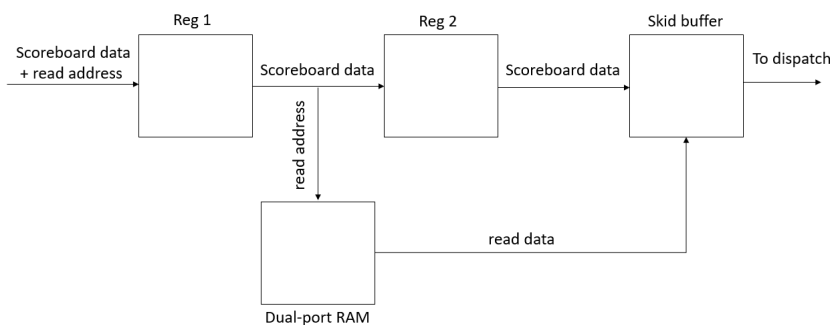 Reg 1
Reg 2
Skid buffer
Scoreboard data
+ read address
Scoreboard data
Scoreboard data
To dispatch
read address
read data
Dual-port RAM